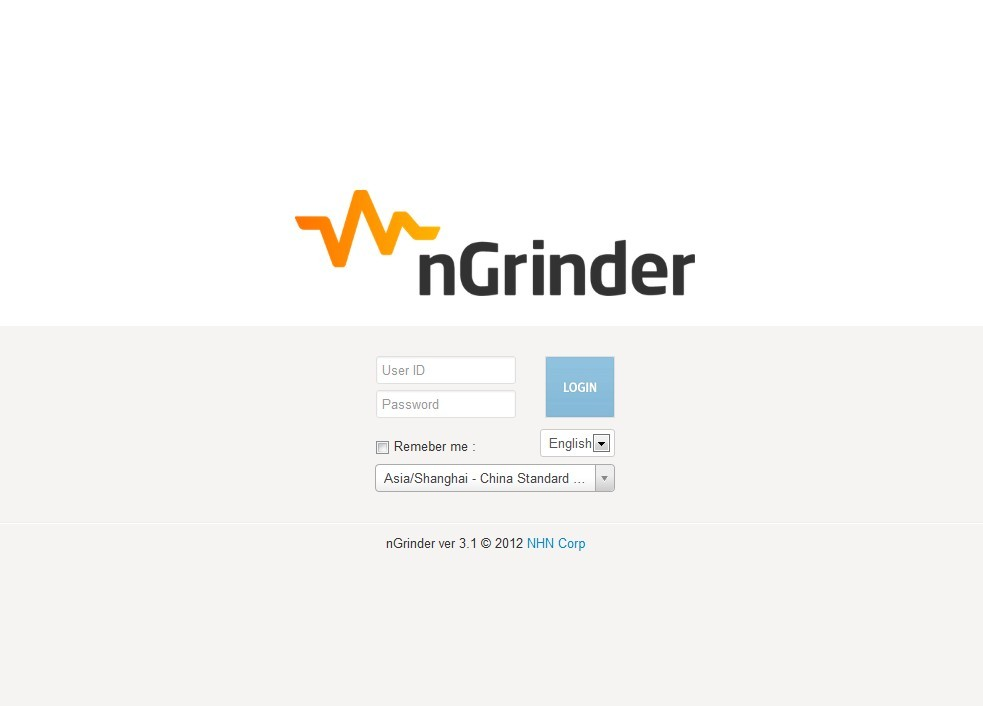 nGrinder
User ID
LOGIN
Password
Remeber me :
English
Asia/Shanghai - China Standard ...
nGrinder ver 3.1 © 2012 NHN Corp